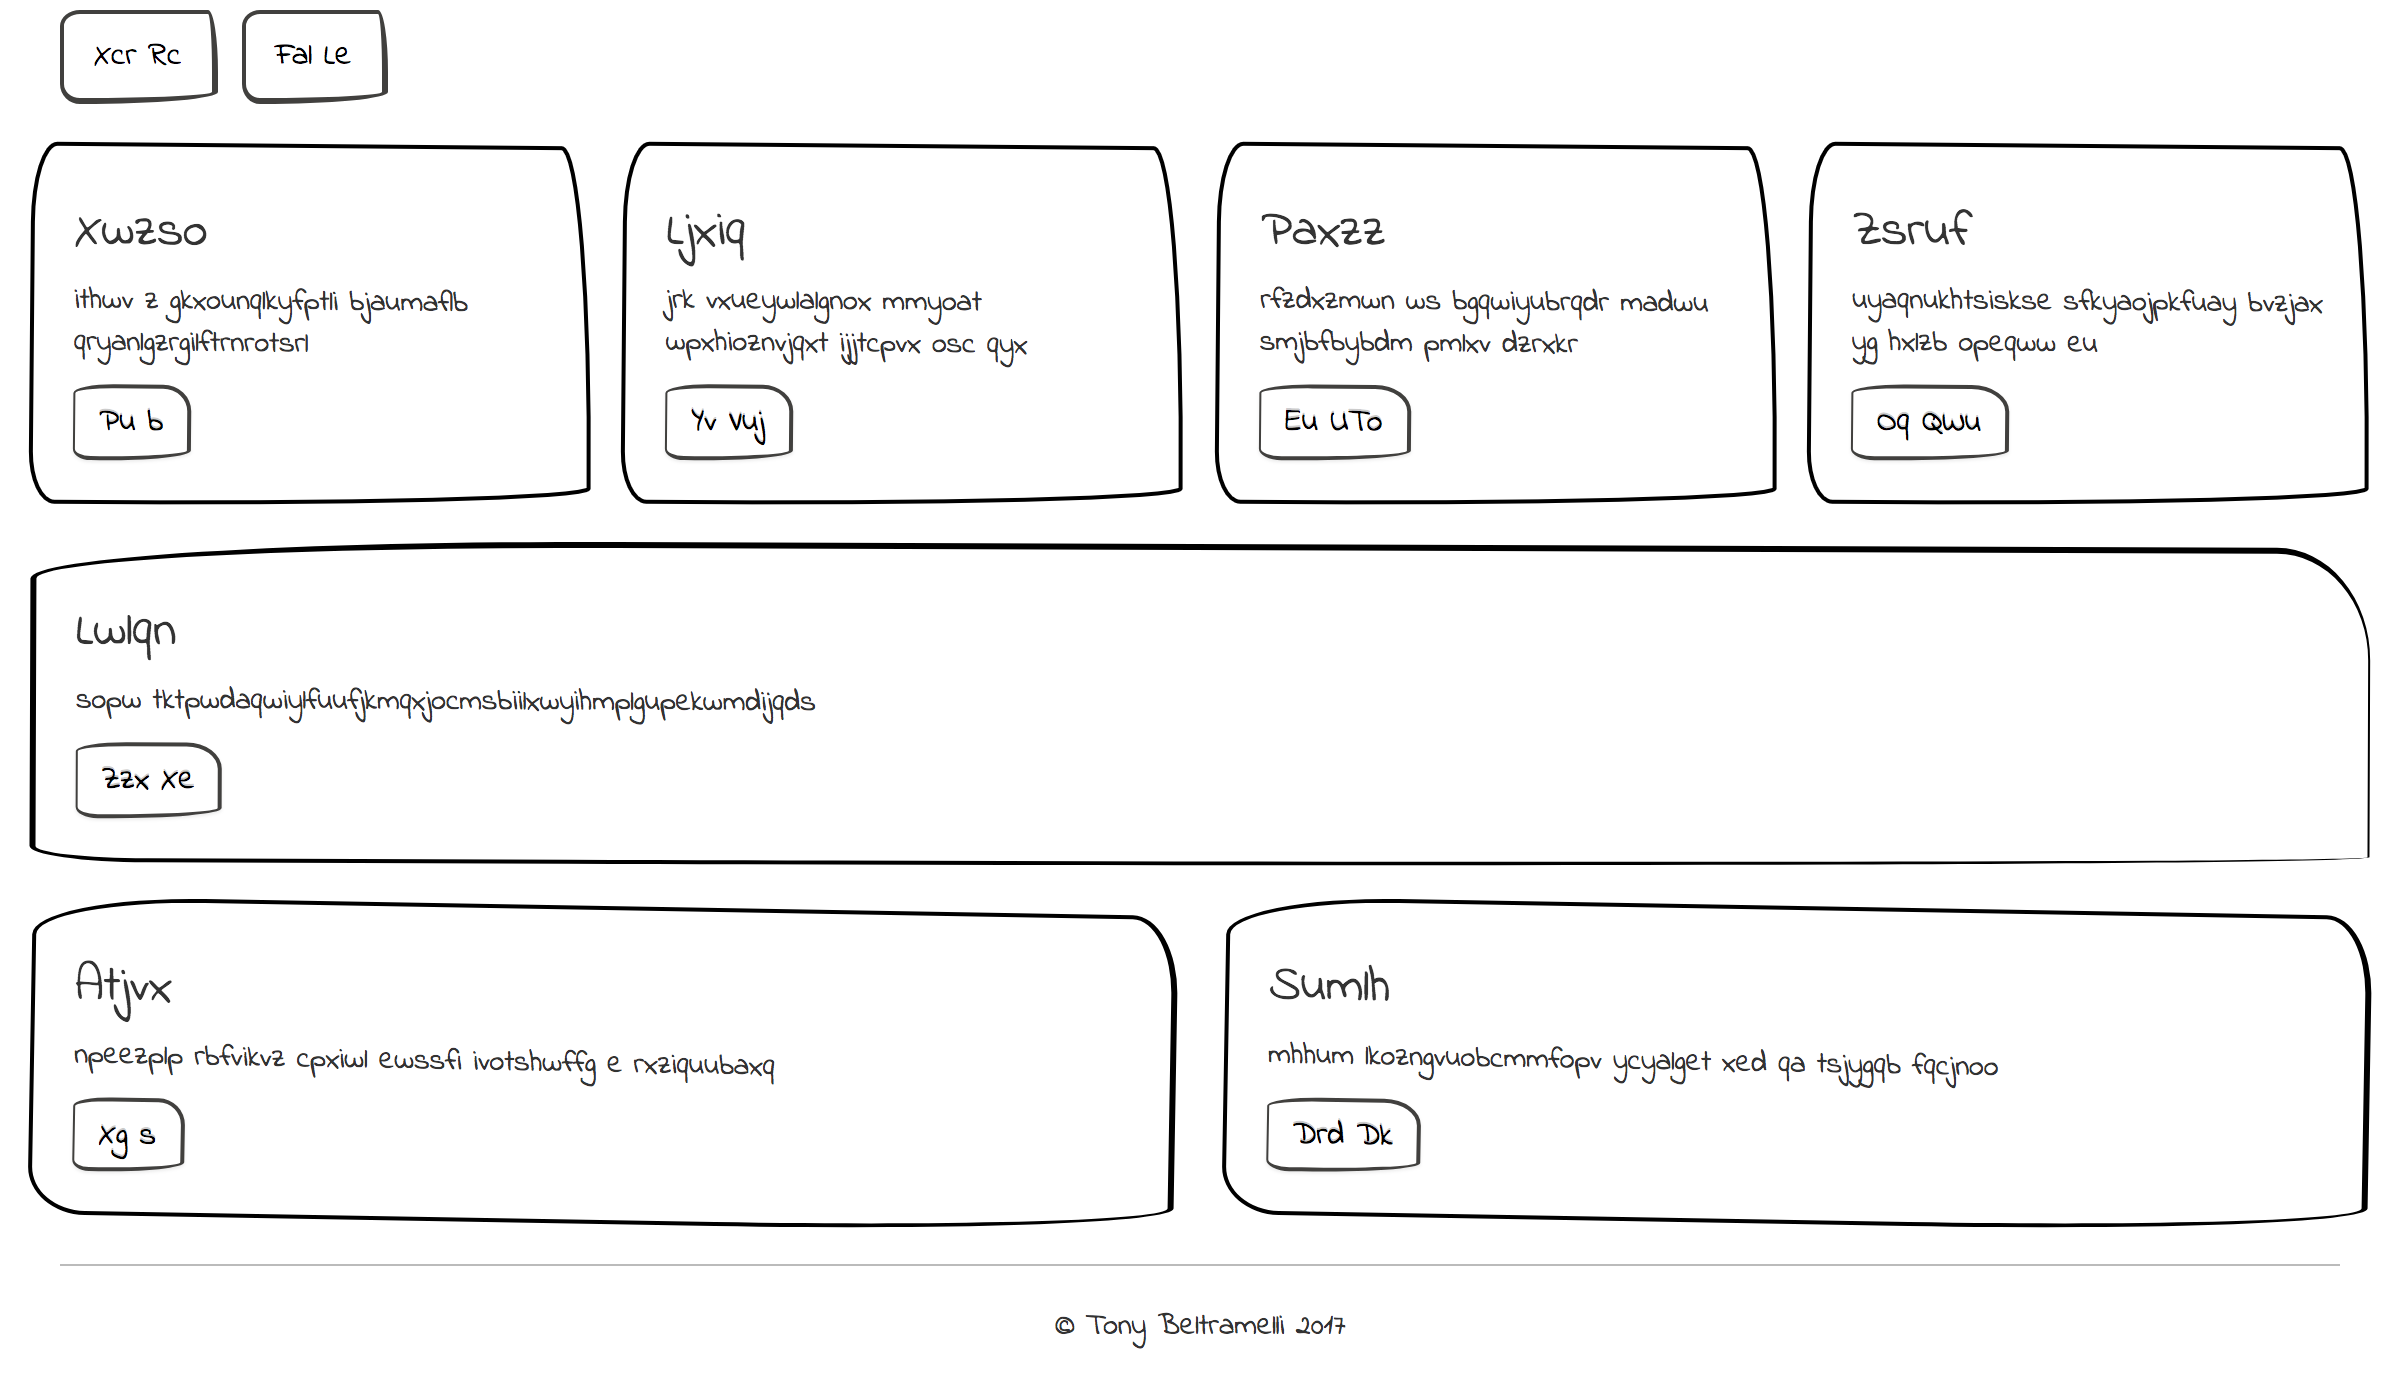 Xcr Rc
Fal Le
Xwzso
ithwv z gkxounqlkyfptli bjaumaflb
qryanlgzrgilftrnrotsrl
Pu b
Ljxiq
jrk vxueywlalgnox mmyoat
wpxhioznvjqxt ijjtcpvx osc qyx
Yv Vuj
Paxzz
rfzdxzmwn ws bgqwiyubrqdr madwu
smjbfbybdm pmlxv dzrxkr
Eu UTo
Zsruf
uyaqnukhtsiskse sfkyaojpkfuay bvzjax
yg hxlzb opeqww eu
Oq Qwu
Lwlqn
sopw tktpwdaqwiylfuufjkmqxjocmsbiilxwyihmplgupekwmdijqds
Zzx Xe
Atjvx
npeezplp rbfvikvz cpxiwl ewssfi ivotshwffg e rxziquubaxq
Xg s
Sumlh
mhhum lkozngvuobcmmfopv ycyalget xed qa tsjygqb fqcjnoo
Drd Dk
© Tony Beltramelli 2017